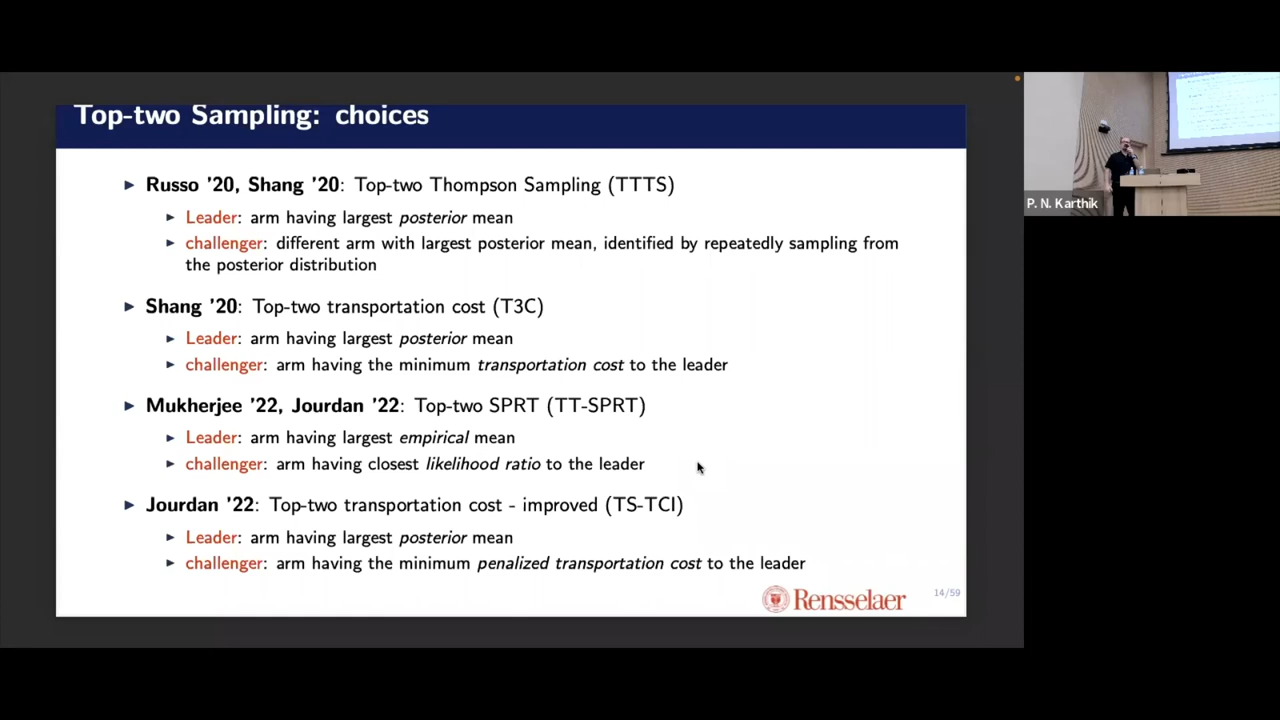 Top-two Sampling: choices
▶ Russo '20, Shang '20: Top-two Thompson Sampling (TTTS)
▶ Leader: arm having largest posterior mean
▶ challenger: different arm with largest posterior mean, identified by repeatedly sampling from
the posterior distribution
▶ Shang '20: Top-two transportation cost (T3C)
▶ Leader: arm having largest posterior mean
▶ challenger: arm having the minimum transportation cost to the leader
▶ Mukherjee '22, Jourdan '22: Top-two SPRT (TT-SPRT)
▶ Leader: arm having largest empirical mean
▶ challenger: arm having closest likelihood ratio to the leader
▶ Jourdan '22: Top-two transportation cost - improved (TS-TCI)
▶ Leader: arm having largest posterior mean
▶ challenger: arm having the minimum penalized transportation cost to the leader
Rensselaer
14/59
P. N. Karthik